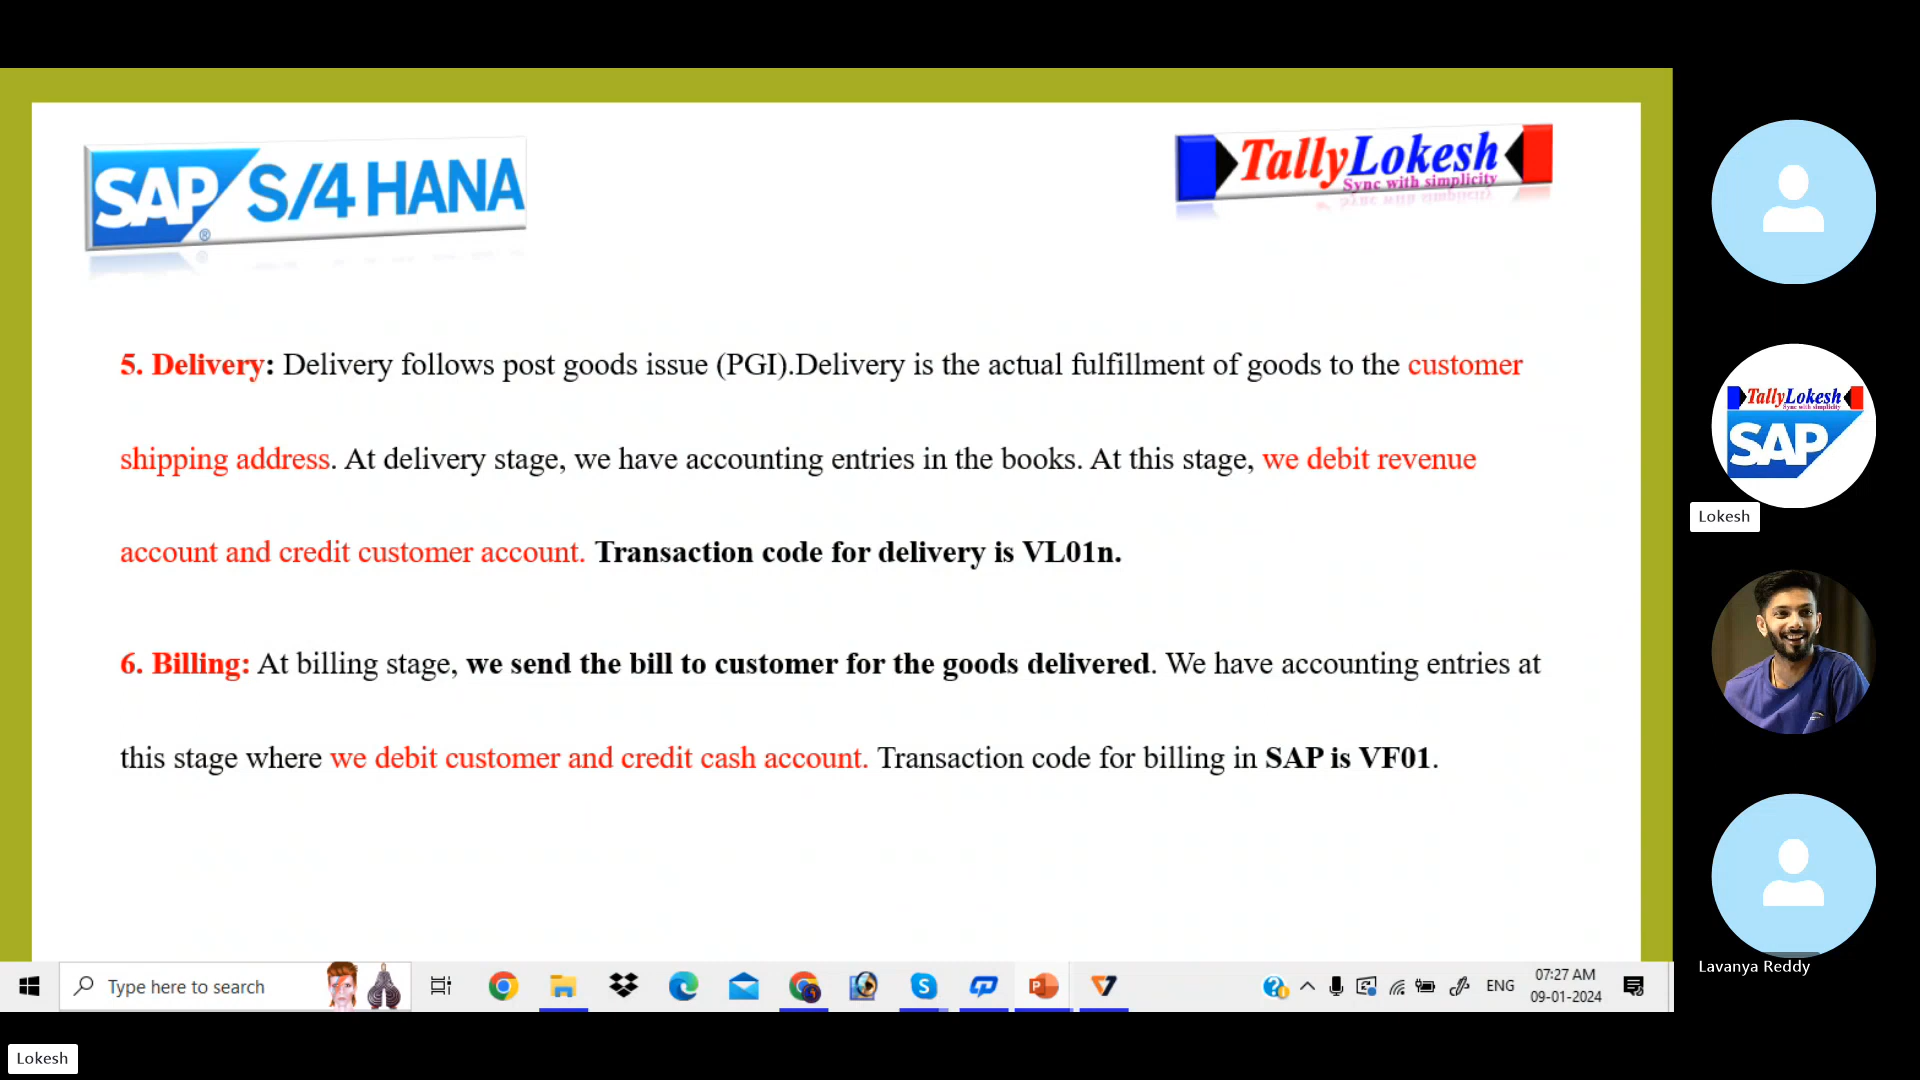 SAP S/4 HANA
®
TallyLokesh
Sync with simplicity
5. Delivery: Delivery follows post goods issue (PGI).Delivery is the actual fulfillment of goods to the customer
shipping address. At delivery stage, we have accounting entries in the books. At this stage, we debit revenue
account and credit customer account. Transaction code for delivery is VL01n.
6. Billing: At billing stage, we send the bill to customer for the goods delivered. We have accounting entries at
this stage where we debit customer and credit cash account. Transaction code for billing in SAP is VF01.
TallyLokesh
Sync with simplicity
SAP
Lokesh
Lavanya Reddy
Type here to search
ENG
07:27 AM
09-01-2024
Lokesh